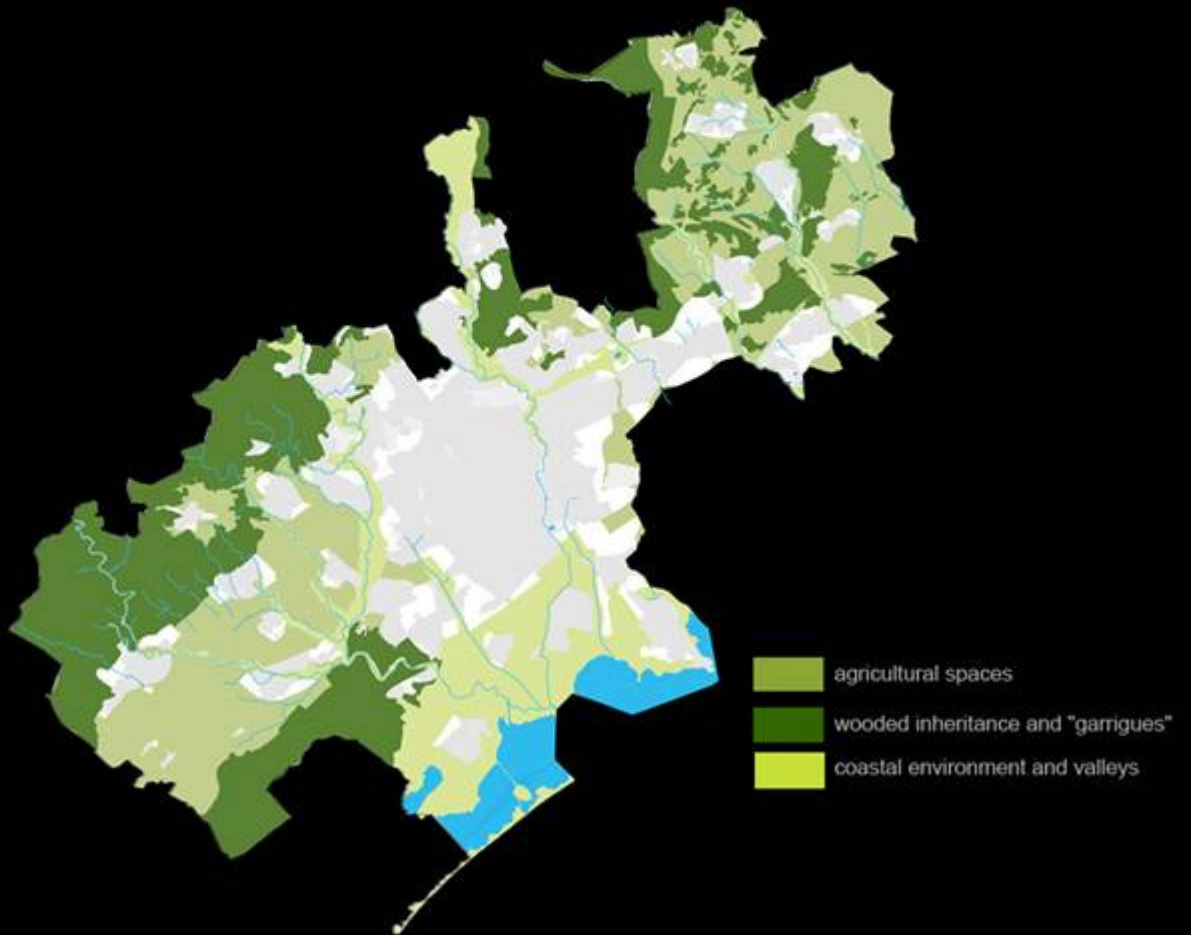 agricultural spaces
wooded inheritance and "garrigues"
coastal environment and valleys